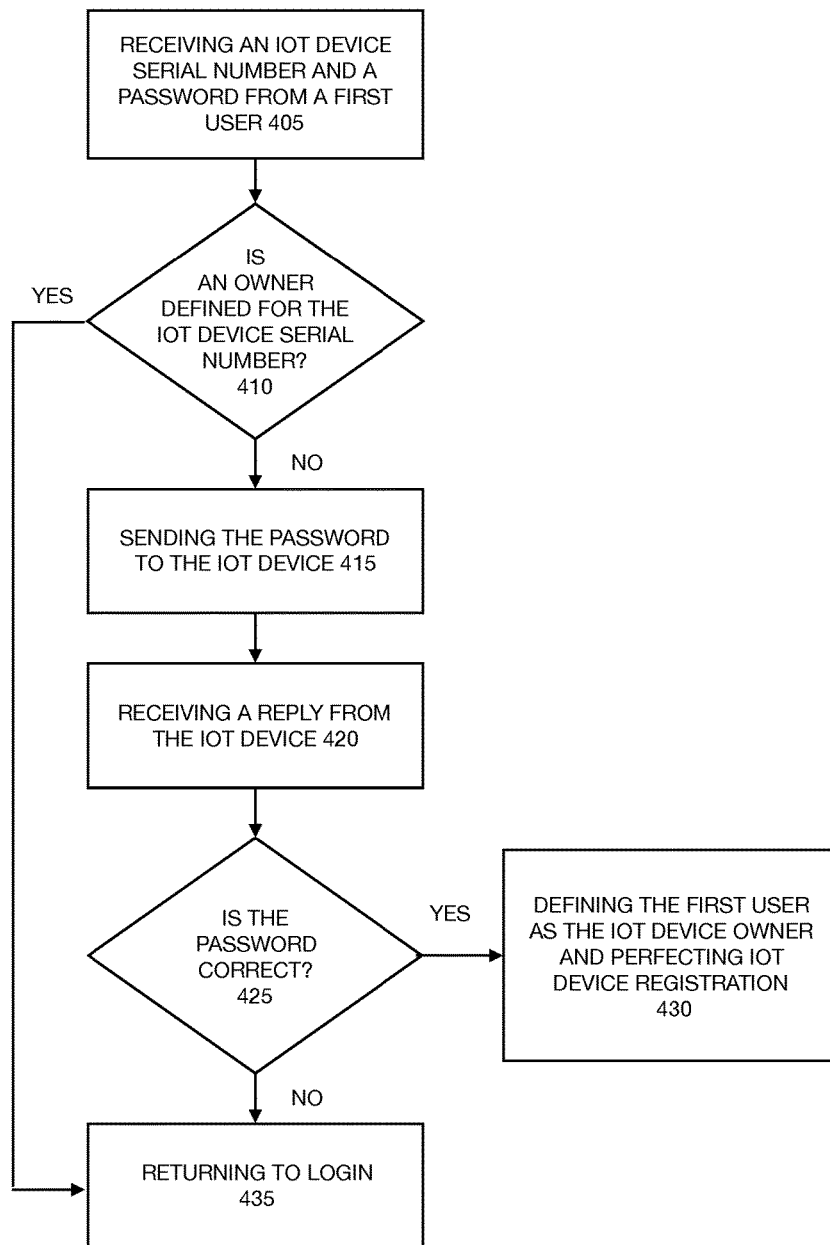 RECEIVING AN IOT DEVICE
SERIAL NUMBER AND A
PASSWORD FROM A FIRST
USER 405
IS
AN OWNER
DEFINED FOR THE
IOT DEVICE SERIAL
NUMBER?
410
YES
NO
SENDING THE PASSWORD
TO THE IOT DEVICE 415
RECEIVING A REPLY FROM
THE IOT DEVICE 420
IS THE
PASSWORD
CORRECT?
425
YES
DEFINING THE FIRST USER
AS THE IOT DEVICE OWNER
AND PERFECTING IOT
DEVICE REGISTRATION
430
NO
RETURNING TO LOGIN
435